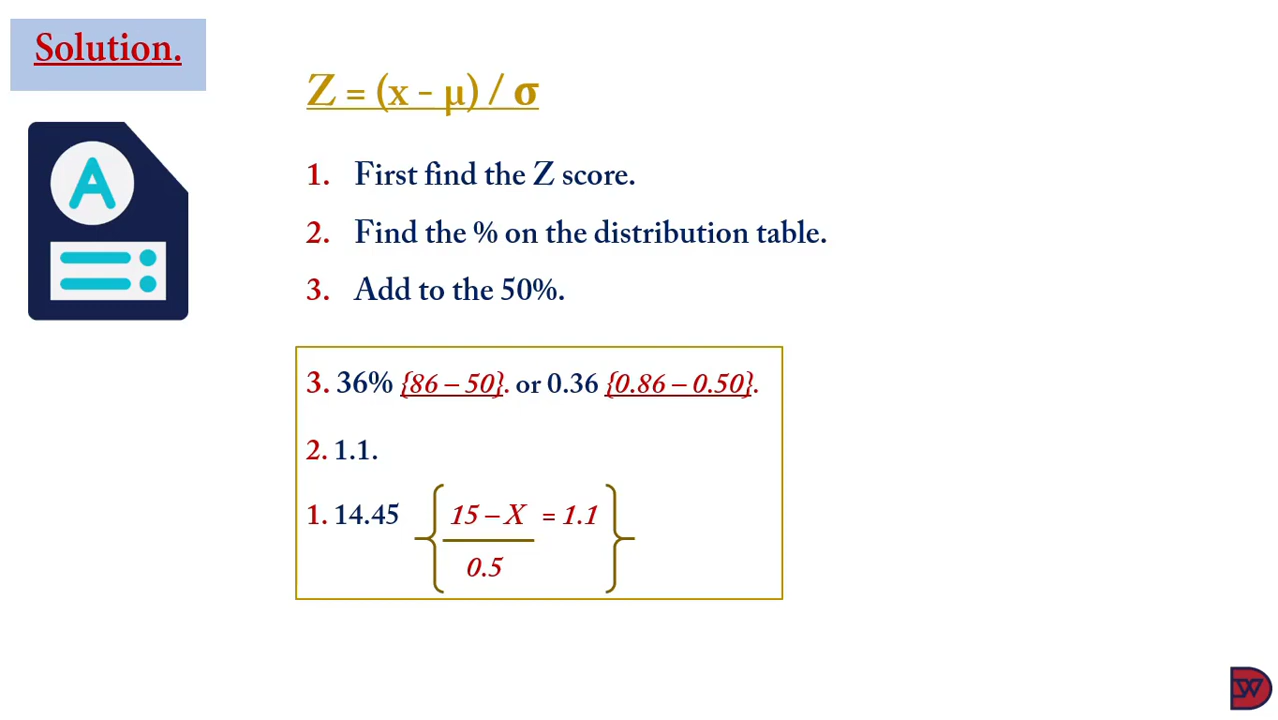 Solution.
Z = (x - μ) / σ
A
1. First find the Z score.
2. Find the % on the distribution table.
3. Add to the 50%.
3. 36% {86 – 50}. or 0.36 {0.86 – 0.50}.
2. 1.1.
1. 14.45 { 15 – X = 1.1 }
0.5
DW